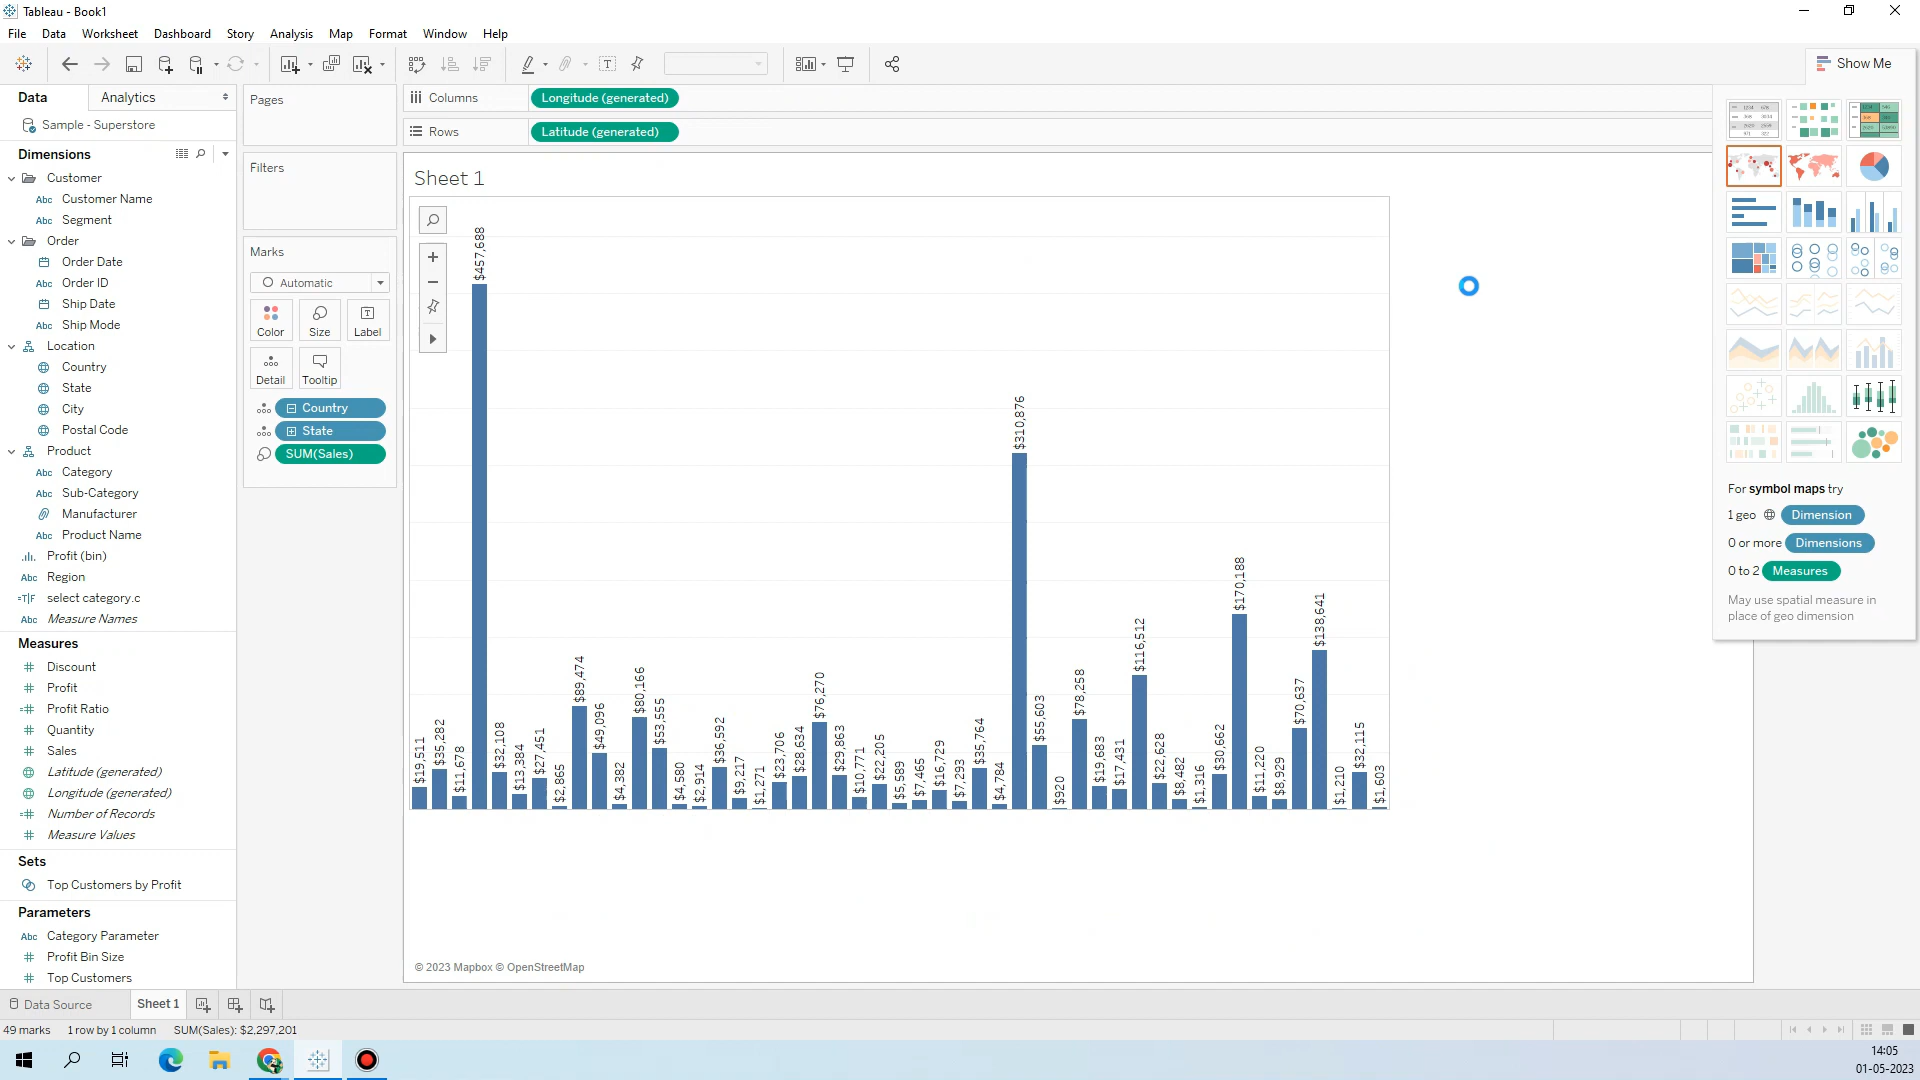 Tableau - Book1
File Data Worksheet Dashboard Story Analysis Map Format Window Help
Show Me
Data Analytics
Sample - Superstore
Dimensions
Customer
Abc Customer Name
Abc Segment
Order
Order Date
Abc Order ID
Ship Date
Abc Ship Mode
Location
Country
State
City
Postal Code
Product
Abc Category
Abc Sub-Category
Manufacturer
Abc Product Name
Profit (bin)
Abc Region
=T|F select category.c
Abc Measure Names
Measures
# Discount
# Profit
=# Profit Ratio
# Quantity
# Sales
Latitude (generated)
Longitude (generated)
=# Number of Records
# Measure Values
Sets
Top Customers by Profit
Parameters
Abc Category Parameter
# Profit Bin Size
# Top Customers
Pages
Filters
Marks
Automatic
Color Size Label
Detail Tooltip
Country
State
SUM(Sales)
Columns Longitude (generated)
Rows Latitude (generated)
Sheet 1
$19,511
$35,282
$11,678
$457,688
$32,108
$13,384
$27,451
$2,865
$89,474
$49,096
$4,382
$80,166
$53,555
$4,580
$2,914
$36,592
$9,217
$1,271
$23,706
$28,634
$76,270
$29,863
$10,771
$22,205
$5,589
$7,465
$16,729
$7,293
$35,764
$4,784
$310,876
$55,603
$920
$78,258
$19,683
$17,431
$116,512
$22,628
$8,482
$1,316
$30,662
$170,188
$11,220
$8,929
$70,637
$138,641
$1,210
$32,115
$1,603
© 2023 Mapbox © OpenStreetMap
For symbol maps try
1 geo Dimension
0 or more Dimensions
0 to 2 Measures
May use spatial measure in
place of geo dimension
Data Source Sheet 1
49 marks 1 row by 1 column SUM(Sales): $2,297,201
14:05
01-05-2023